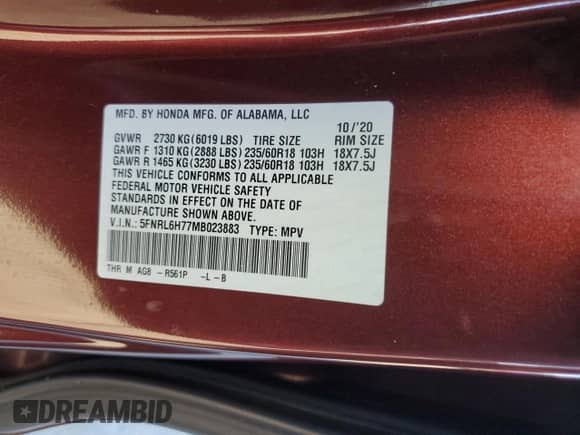 MFD. BY HONDA MFG. OF ALABAMA, LLC
10/'20
GVWR 2730 KG(6019 LBS) TIRE SIZE RIM SIZE
GAWR F 1310 KG(2888 LBS) 235/60R18 103H 18X7.5J
GAWR R 1465 KG(3230 LBS) 235/60R18 103H 18X7.5J
THIS VEHICLE CONFORMS TO ALL APPLICABLE
FEDERAL MOTOR VEHICLE SAFETY
STANDARDS IN EFFECT ON THE DATE OF
MANUFACTURE SHOWN ABOVE.
V.I.N.: 5FNRL6H77MB023883 TYPE: MPV
THR M AG8 - R561P -L-B
DREAMBID